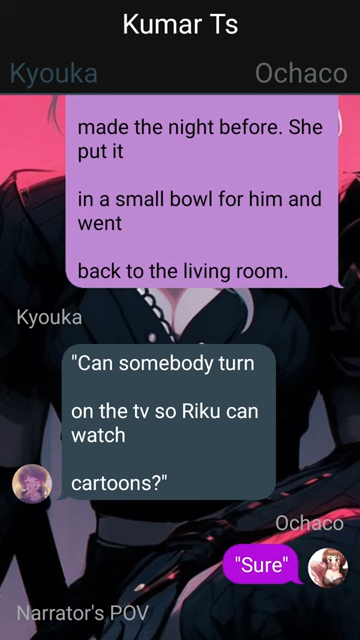 Kumar Ts
Kyouka
Ochaco
made the night before. She
put it
in a small bowl for him and
went
back to the living room.
Kyouka
"Can somebody turn
on the tv so Riku can
watch
cartoons?"
Ochaco
"Sure"
Narrator's POV